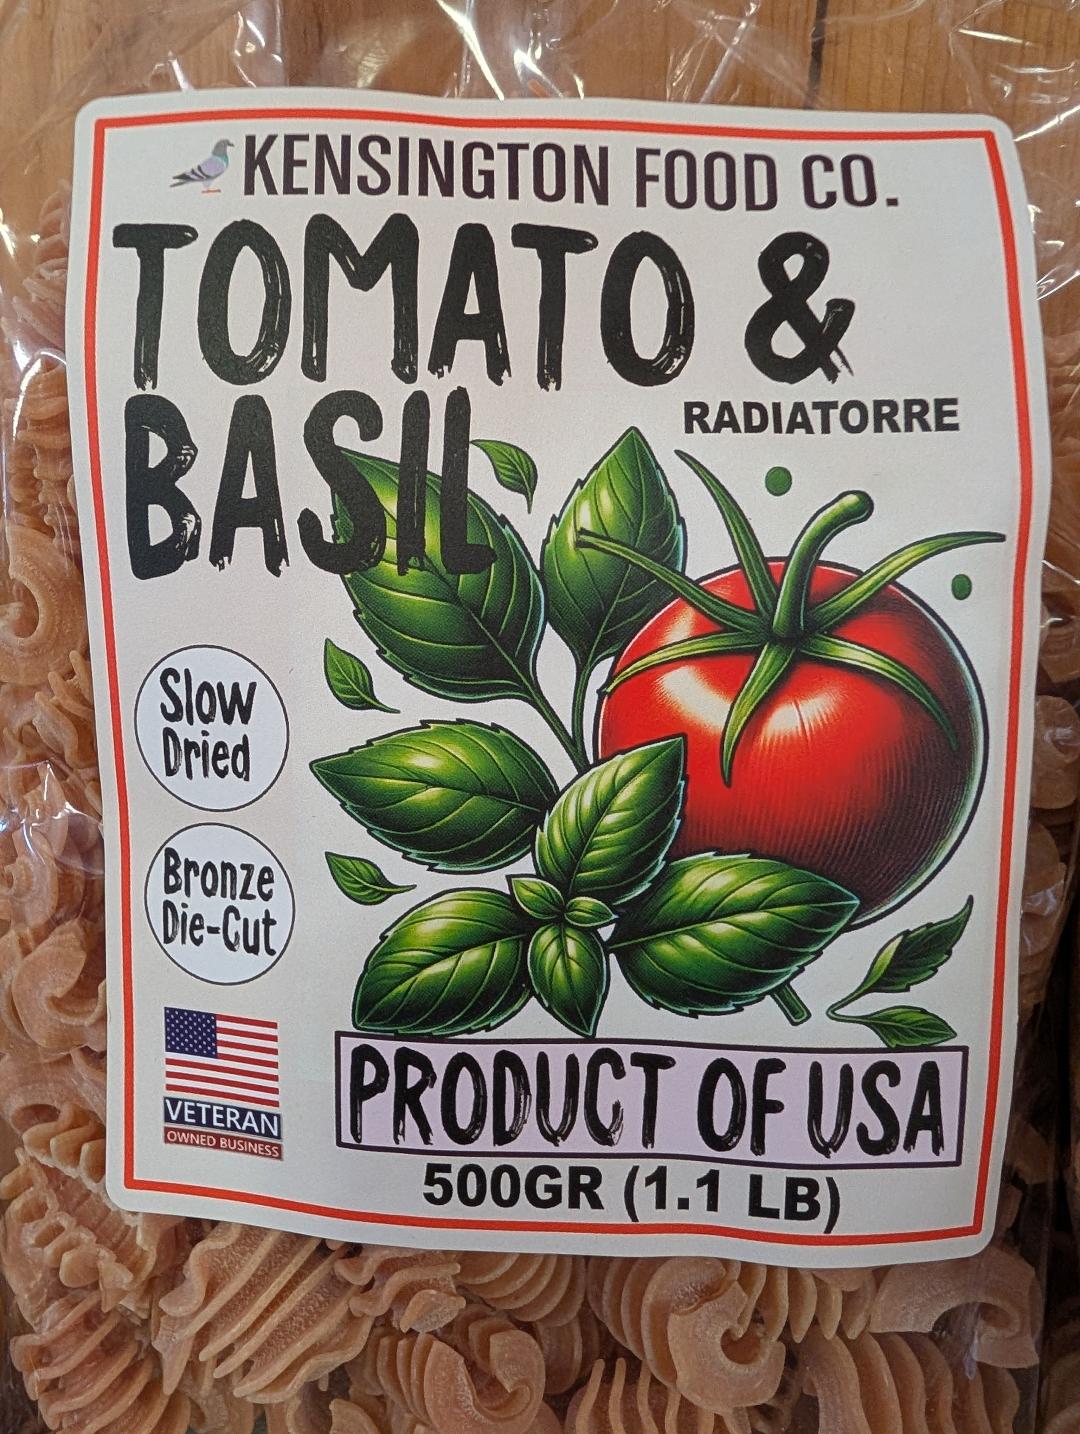 KENSINGTON FOOD CO.
TOMATO &
BASIL
RADIATORRE
Slow
Dried
Bronze
Die-Cut
VETERAN
OWNED BUSINESS
PRODUCT OF USA
500GR (1.1 LB)